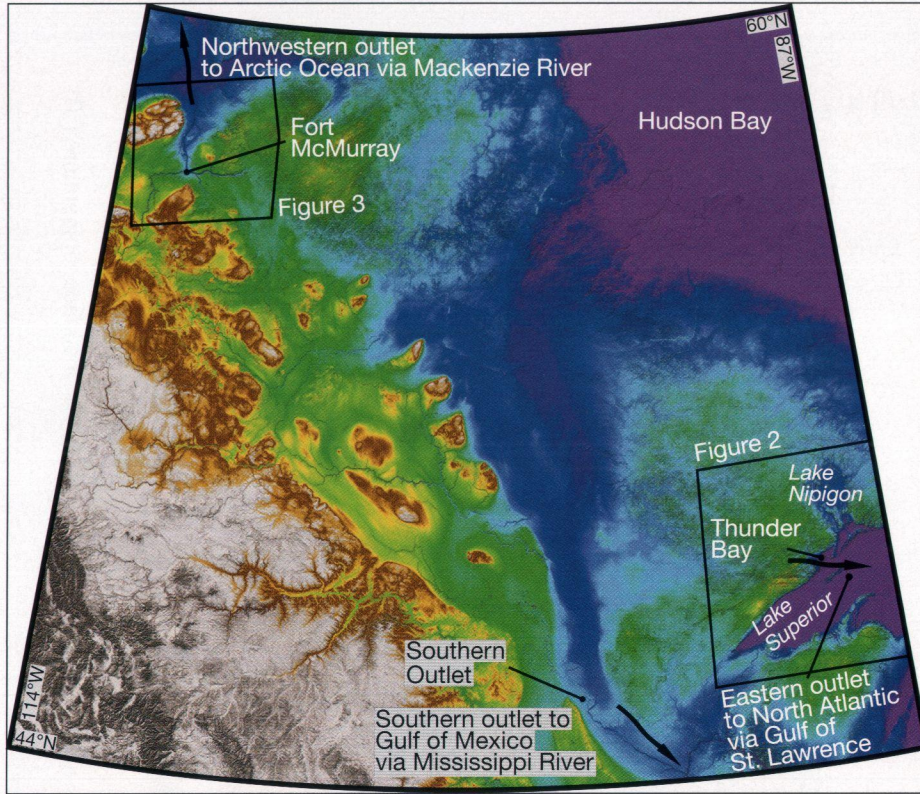 60°N
87°W
Northwestern outlet
to Arctic Ocean via Mackenzie River
Hudson Bay
Fort
McMurray
Figure 3
Figure 2
Lake
Nipigon
Thunder
Bay
Lake
Superior
Southern
Outlet
Southern outlet to
Gulf of Mexico
via Mississippi River
Eastern outlet
to North Atlantic
via Gulf of
St. Lawrence
114°W
44°N